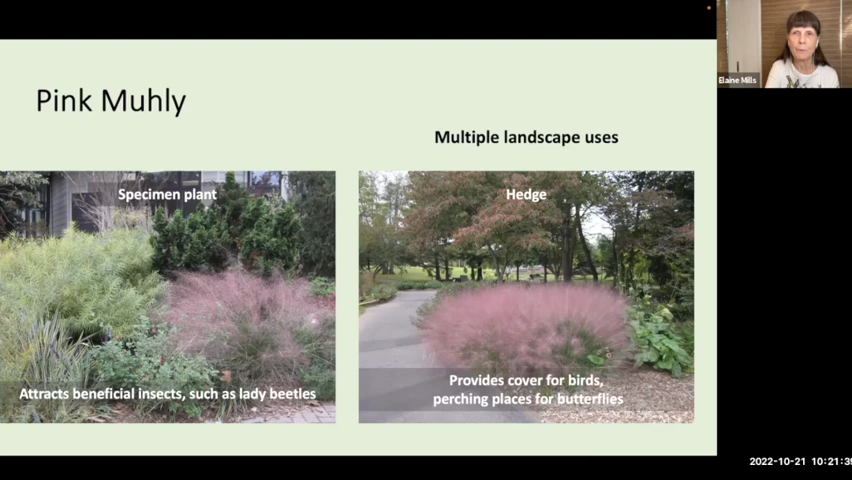 Pink Muhly
Multiple landscape uses
Specimen plant
Attracts beneficial insects, such as lady beetles
Hedge
Provides cover for birds,
perching places for butterflies
Elaine Mills
2022-10-21 10:21:39